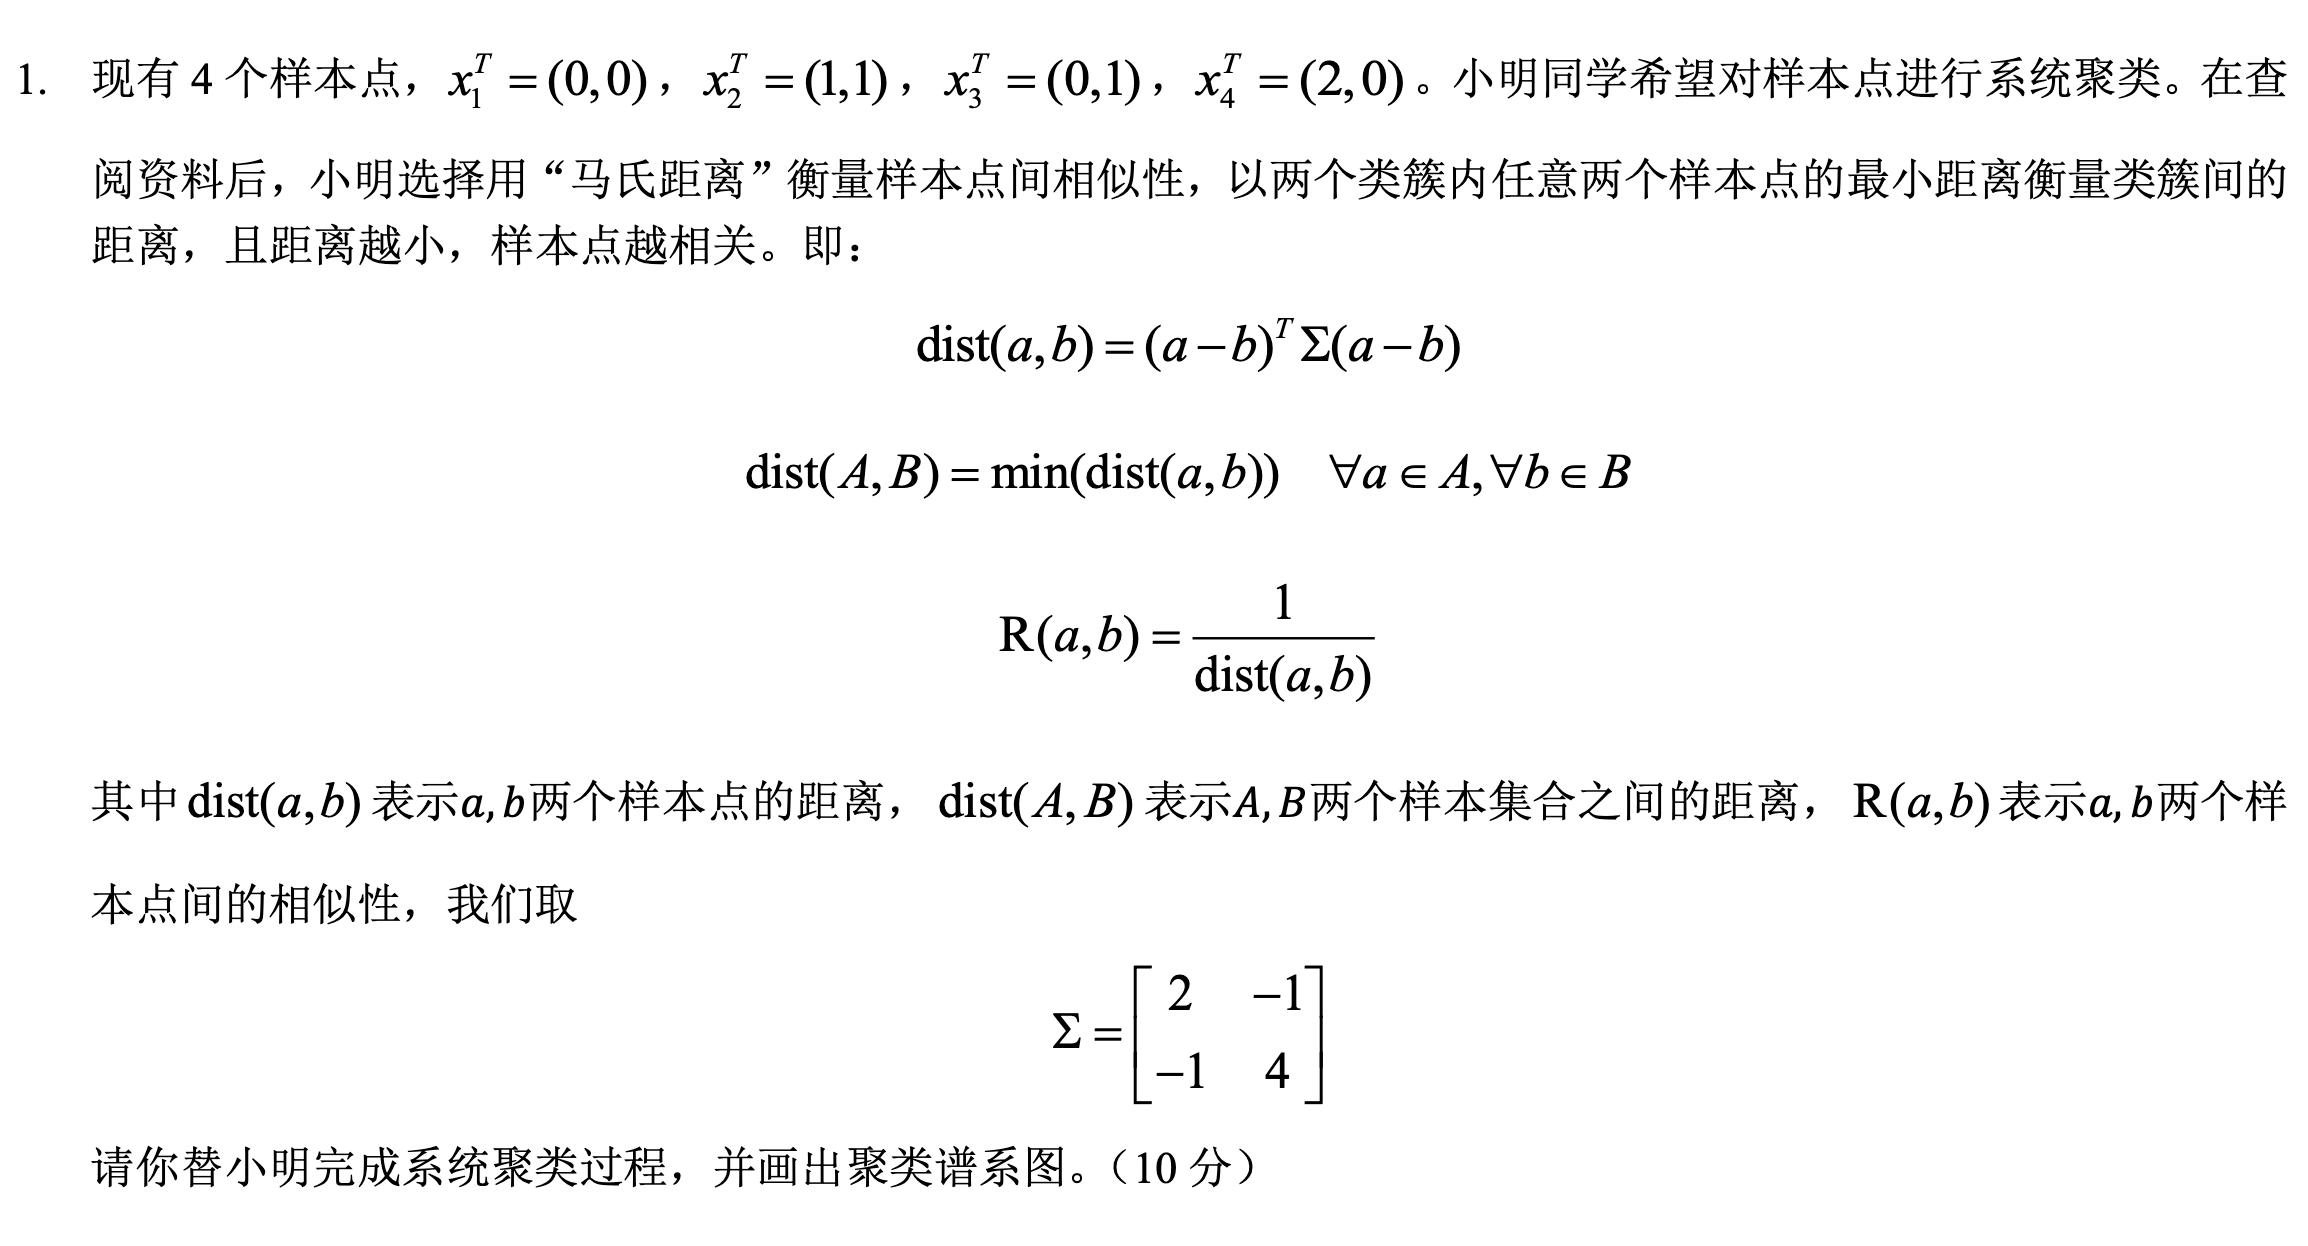 1. 现有 4 个样本点，$x_1^T=(0,0)$，$x_2^T=(1,1)$，$x_3^T=(0,1)$，$x_4^T=(2,0)$。小明同学希望对样本点进行系统聚类。在查
阅资料后，小明选择用“马氏距离”衡量样本点间相似性，以两个类簇内任意两个样本点的最小距离衡量类簇间的
距离，且距离越小，样本点越相关。即：
$\mathrm{dist}(a,b)=(a-b)^T\Sigma(a-b)$
$\mathrm{dist}(A,B)=\min(\mathrm{dist}(a,b))\quad \forall a\in A,\forall b\in B$
$\mathrm{R}(a,b)=\frac{1}{\mathrm{dist}(a,b)}$
其中$\mathrm{dist}(a,b)$表示$a,b$两个样本点的距离，$\mathrm{dist}(A,B)$表示$A,B$两个样本集合之间的距离，$\mathrm{R}(a,b)$表示$a,b$两个样
本点间的相似性，我们取
$\Sigma=\begin{bmatrix}2 & -1\\ -1 & 4\end{bmatrix}$
请你替小明完成系统聚类过程，并画出聚类谱系图。（10 分）